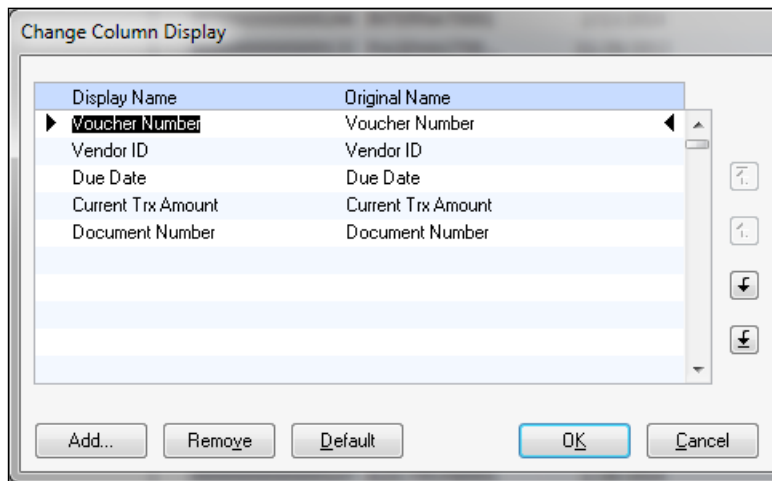 Change Column Display
Display Name Original Name
Voucher Number Voucher Number
Vendor ID Vendor ID
Due Date Due Date
Current Trx Amount Current Trx Amount
Document Number Document Number
Add... Remove Default OK Cancel